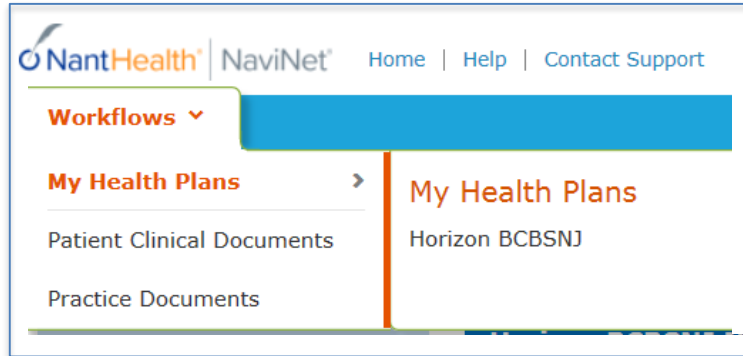 NantHealth® | NaviNet® Home | Help | Contact Support
Workflows
My Health Plans
Patient Clinical Documents
Practice Documents
My Health Plans
Horizon BCBSNJ